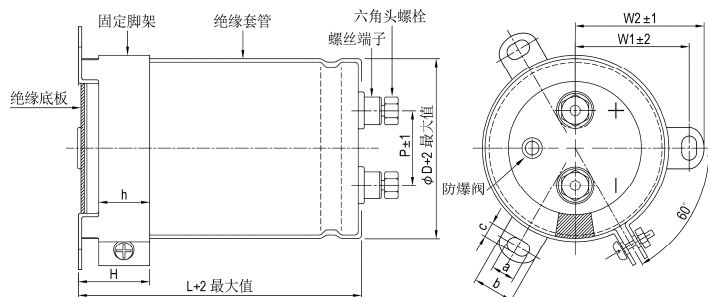 固定脚架
绝缘套管
六角头螺栓
螺丝端子
绝缘底板
h
H
L+2 最大值
P±1
φD+2 最大值
W2±1
W1±2
+
−
防爆阀
60°
c
a
b